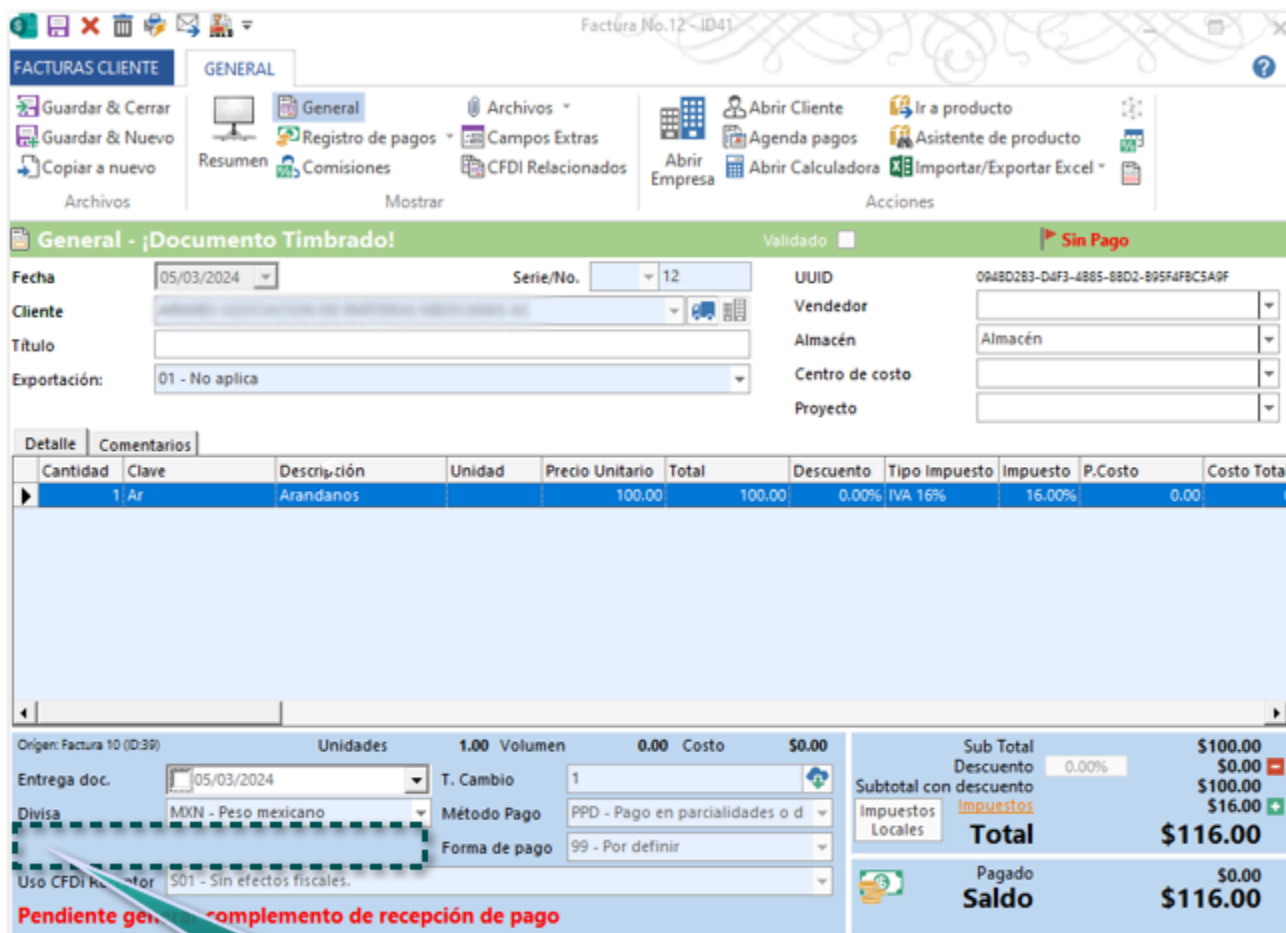 Factura No.12 - ID41
FACTURAS CLIENTE GENERAL
Guardar & Cerrar General Archivos Abrir Cliente Ir a producto
Guardar & Nuevo Registro de pagos Campos Extras Agenda pagos Asistente de producto
Copiar a nuevo Resumen Comisiones CFDI Relacionados Abrir Empresa Abrir Calculadora Importar/Exportar Excel
Archivos Mostrar Acciones
General - ¡Documento Timbrado! Validado Sin Pago
Fecha 05/03/2024 Serie/No. 12 UUID 094BD2B3-D4F3-4B85-8BD2-B95F4FBC5A9F
Cliente Vendedor
Título Almacén Almacén
Exportación: 01 - No aplica Centro de costo
Proyecto
Detalle Comentarios
Cantidad Clave Descripción Unidad Precio Unitario Total Descuento Tipo Impuesto Impuesto P.Costo Costo Tota
1 Ar Arandanos 100.00 100.00 0.00% IVA 16% 16.00% 0.00
Origen: Factura 10 (ID:39) Unidades 1.00 Volumen 0.00 Costo $0.00 Sub Total $100.00
Descuento 0.00% $0.00
Entrega doc. 05/03/2024 T. Cambio 1 Subtotal con descuento $100.00
Divisa MXN - Peso mexicano Método Pago PPD - Pago en parcialidades o d Impuestos Locales Impuestos $16.00
Forma de pago 99 - Por definir Total $116.00
Uso CFDI S01 - Sin efectos fiscales. Pagado $0.00
Pendiente complemento de recepción de pago Saldo $116.00